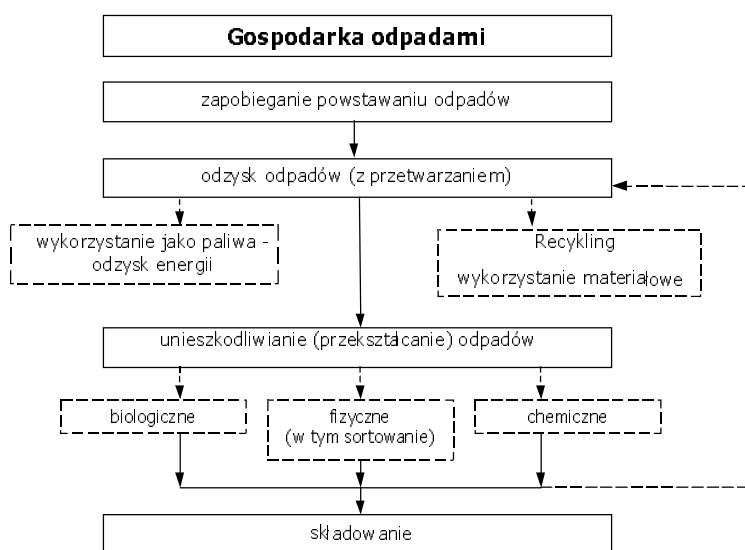 Gospodarka odpadami
zapobieganie powstawaniu odpadów
odzysk odpadów (z przetwarzaniem)
wykorzystanie jako paliwa -
odzysk energii
Recykling
wykorzystanie materiałowe
unieszkodliwianie (przekształcanie) odpadów
biologiczne
fizyczne
(w tym sortowanie)
chemiczne
składowanie